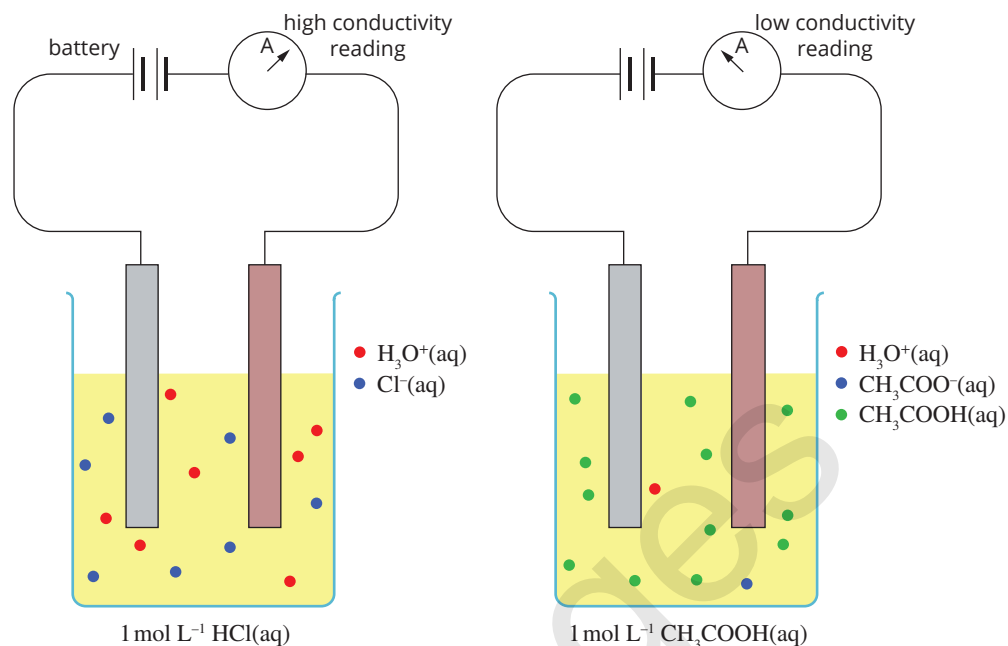 battery
A
high conductivity
reading
H₃O⁺(aq)
Cl⁻(aq)
1 mol L⁻¹ HCl(aq)
A
low conductivity
reading
H₃O⁺(aq)
CH₃COO⁻(aq)
CH₃COOH(aq)
1 mol L⁻¹ CH₃COOH(aq)
ges